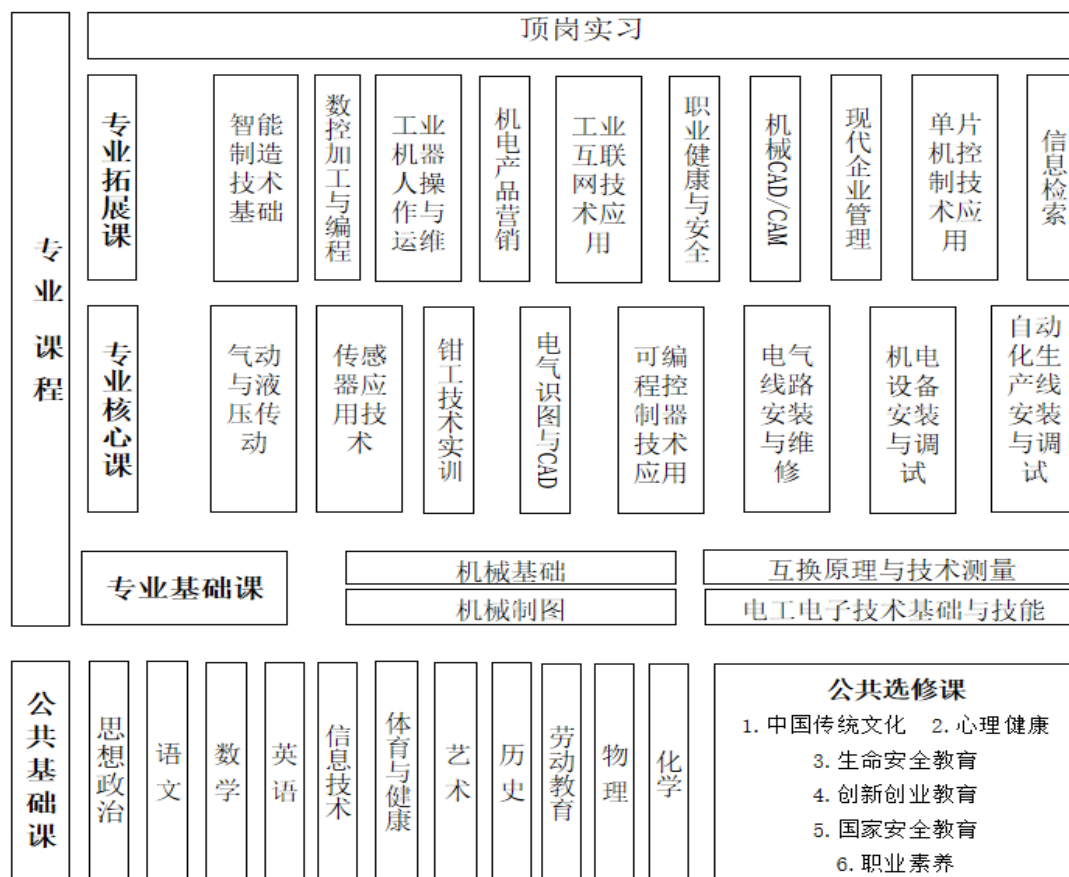 顶岗实习
专业课程
专业拓展课
智能制造技术基础
数控加工与编程
工业机器人操作与运维
机电产品营销
工业互联网技术应用
职业健康与安全
机械CAD/CAM
现代企业管理
单片机控制技术应用
信息检索
专业核心课
气动与液压传动
传感器应用技术
钳工技术实训
电气识图与CAD
可编程控制器技术应用
电气线路安装与维修
机电设备安装与调试
自动化生产线安装与调试
专业基础课
机械基础
互换原理与技术测量
机械制图
电工电子技术基础与技能
公共基础课
思想政治
语文
数学
英语
信息技术
体育与健康
艺术
历史
劳动教育
物理
化学
公共选修课
1.中国传统文化 2.心理健康
3.生命安全教育
4.创新创业教育
5.国家安全教育
6.职业素养